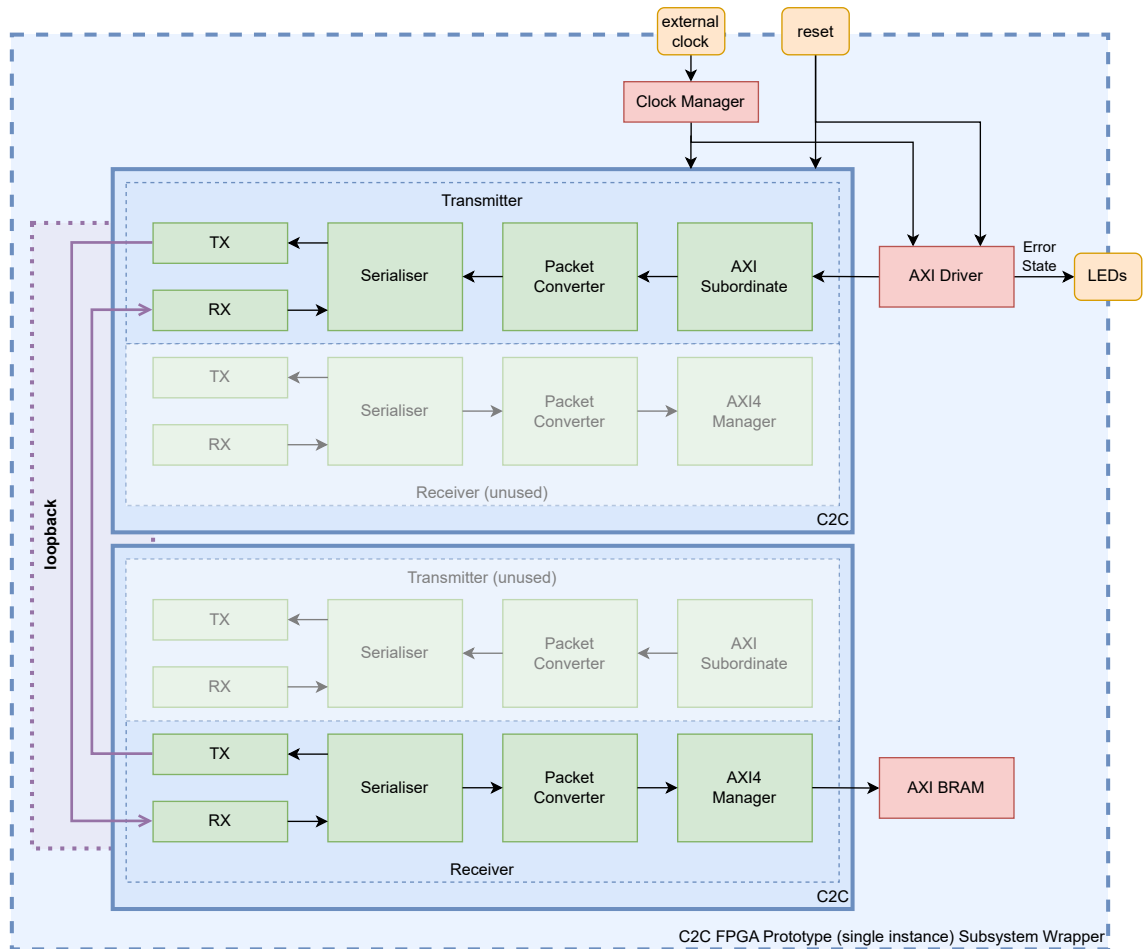 external
clock
reset
Clock Manager
Transmitter
TX
Serialiser
Packet
Converter
AXI
Subordinate
RX
AXI Driver
Error
State
LEDs
TX
Serialiser
Packet
Converter
AXI4
Manager
RX
Receiver (unused)
C2C
loopback
Transmitter (unused)
TX
Serialiser
Packet
Converter
AXI
Subordinate
RX
TX
Serialiser
Packet
Converter
AXI4
Manager
RX
AXI BRAM
Receiver
C2C
C2C FPGA Prototype (single instance) Subsystem Wrapper